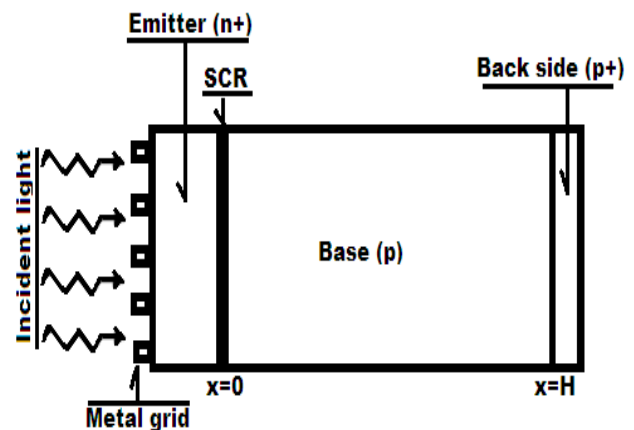 Emitter (n+)
SCR
Back side (p+)
Incident light
Base (p)
x=0
x=H
Metal grid